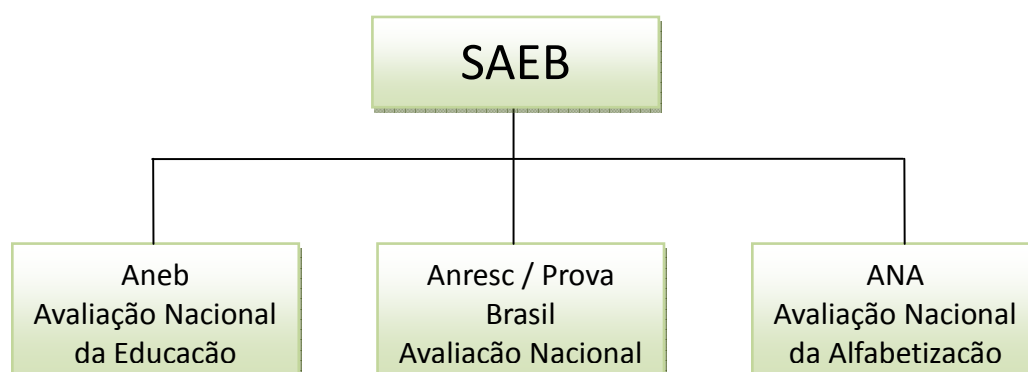 SAEB
Aneb
Avaliação Nacional
da Educacão
Anresc / Prova
Brasil
Avaliacão Nacional
ANA
Avaliação Nacional
da Alfabetizacão